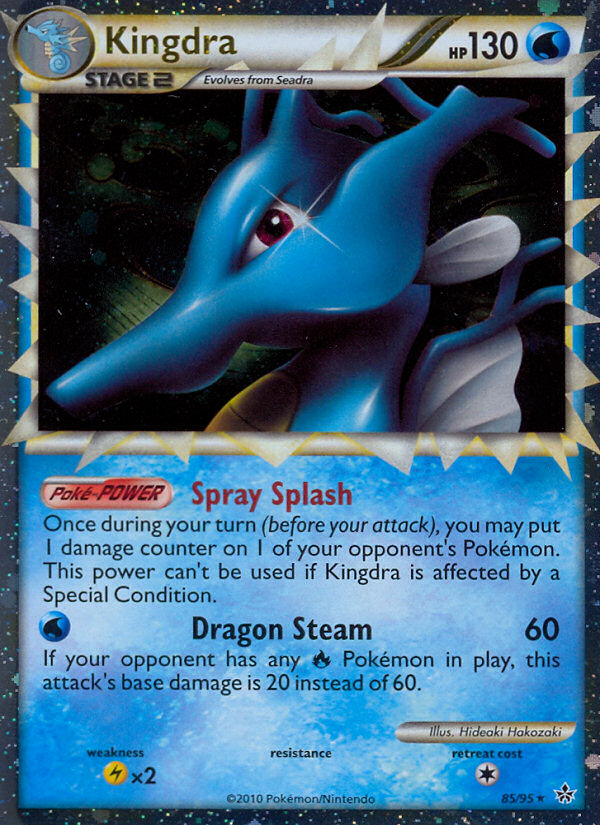 Kingdra
HP130
STAGE 2
Evolves from Seadra
Poké-POWER Spray Splash
Once during your turn (before your attack), you may put
1 damage counter on 1 of your opponent's Pokémon.
This power can't be used if Kingdra is affected by a
Special Condition.
Dragon Steam 60
If your opponent has any Pokémon in play, this
attack's base damage is 20 instead of 60.
Illus. Hideaki Hakozaki
weakness resistance retreat cost
×2
©2010 Pokémon/Nintendo 85/95 ★